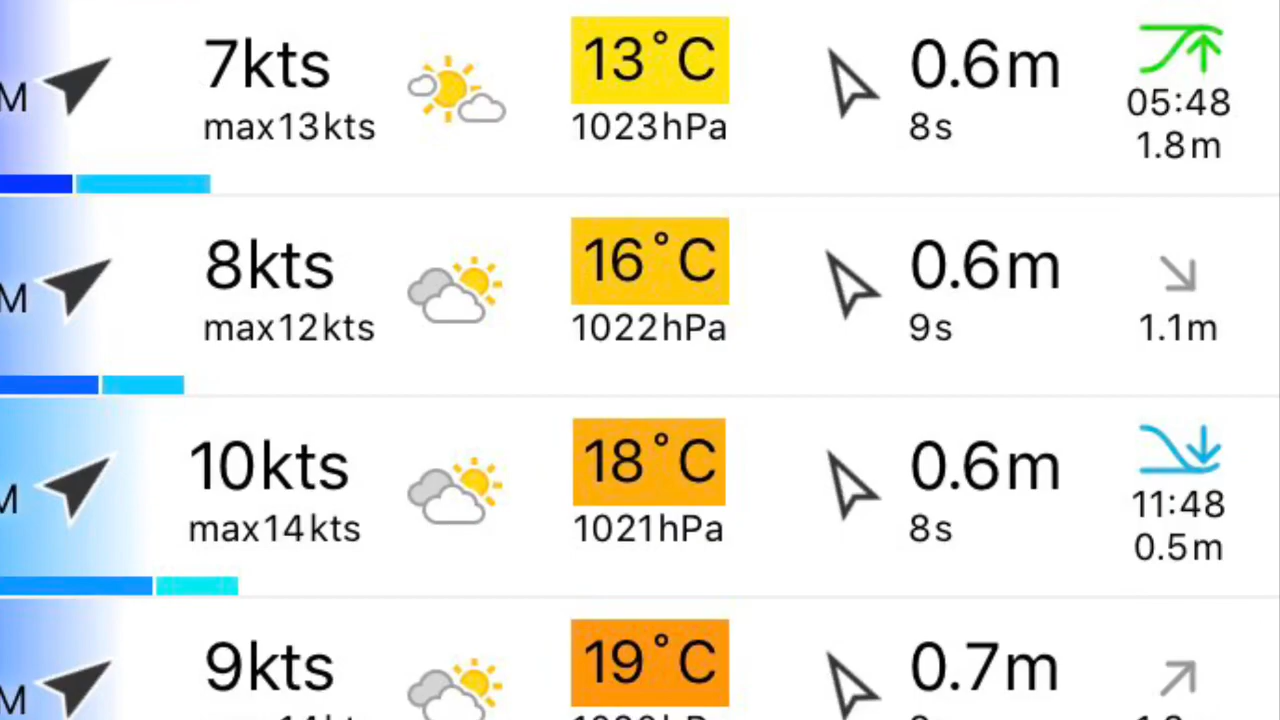 M 7kts 13°C 0.6m
max13kts 1023hPa 8s 05:48
1.8m
M 8kts 16°C 0.6m
max12kts 1022hPa 9s 1.1m
M 10kts 18°C 0.6m
max14kts 1021hPa 8s 11:48
0.5m
M 9kts 19°C 0.7m